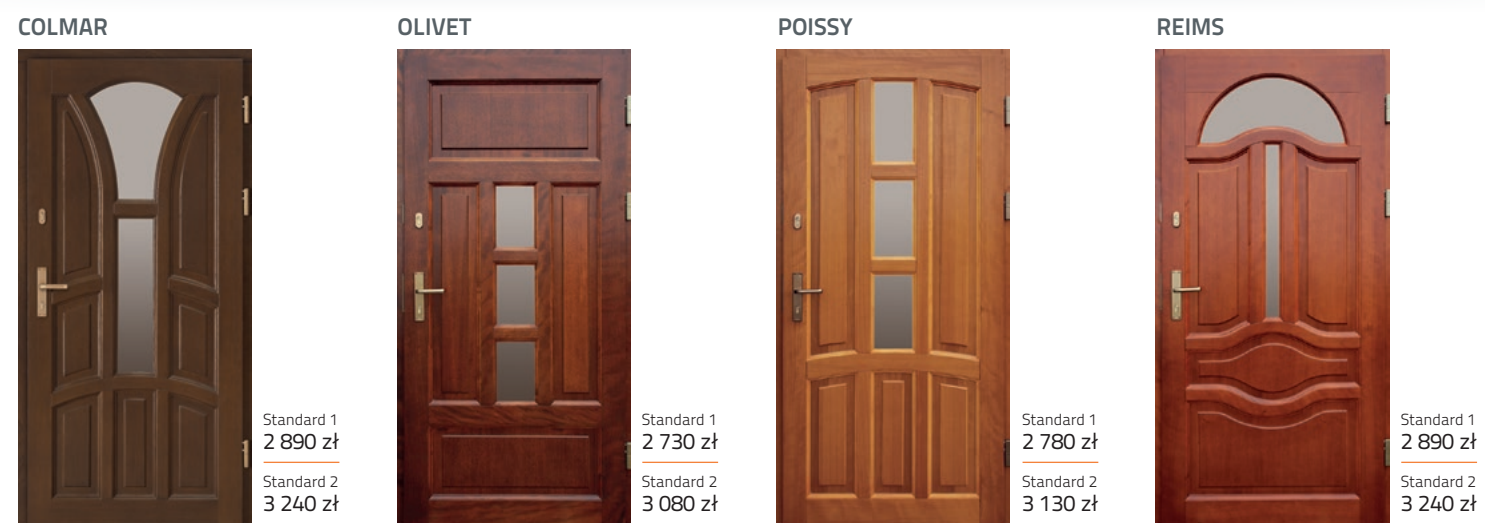 COLMAR
Standard 1
2 890 zł
Standard 2
3 240 zł
OLIVET
Standard 1
2 730 zł
Standard 2
3 080 zł
POISSY
Standard 1
2 780 zł
Standard 2
3 130 zł
REIMS
Standard 1
2 890 zł
Standard 2
3 240 zł